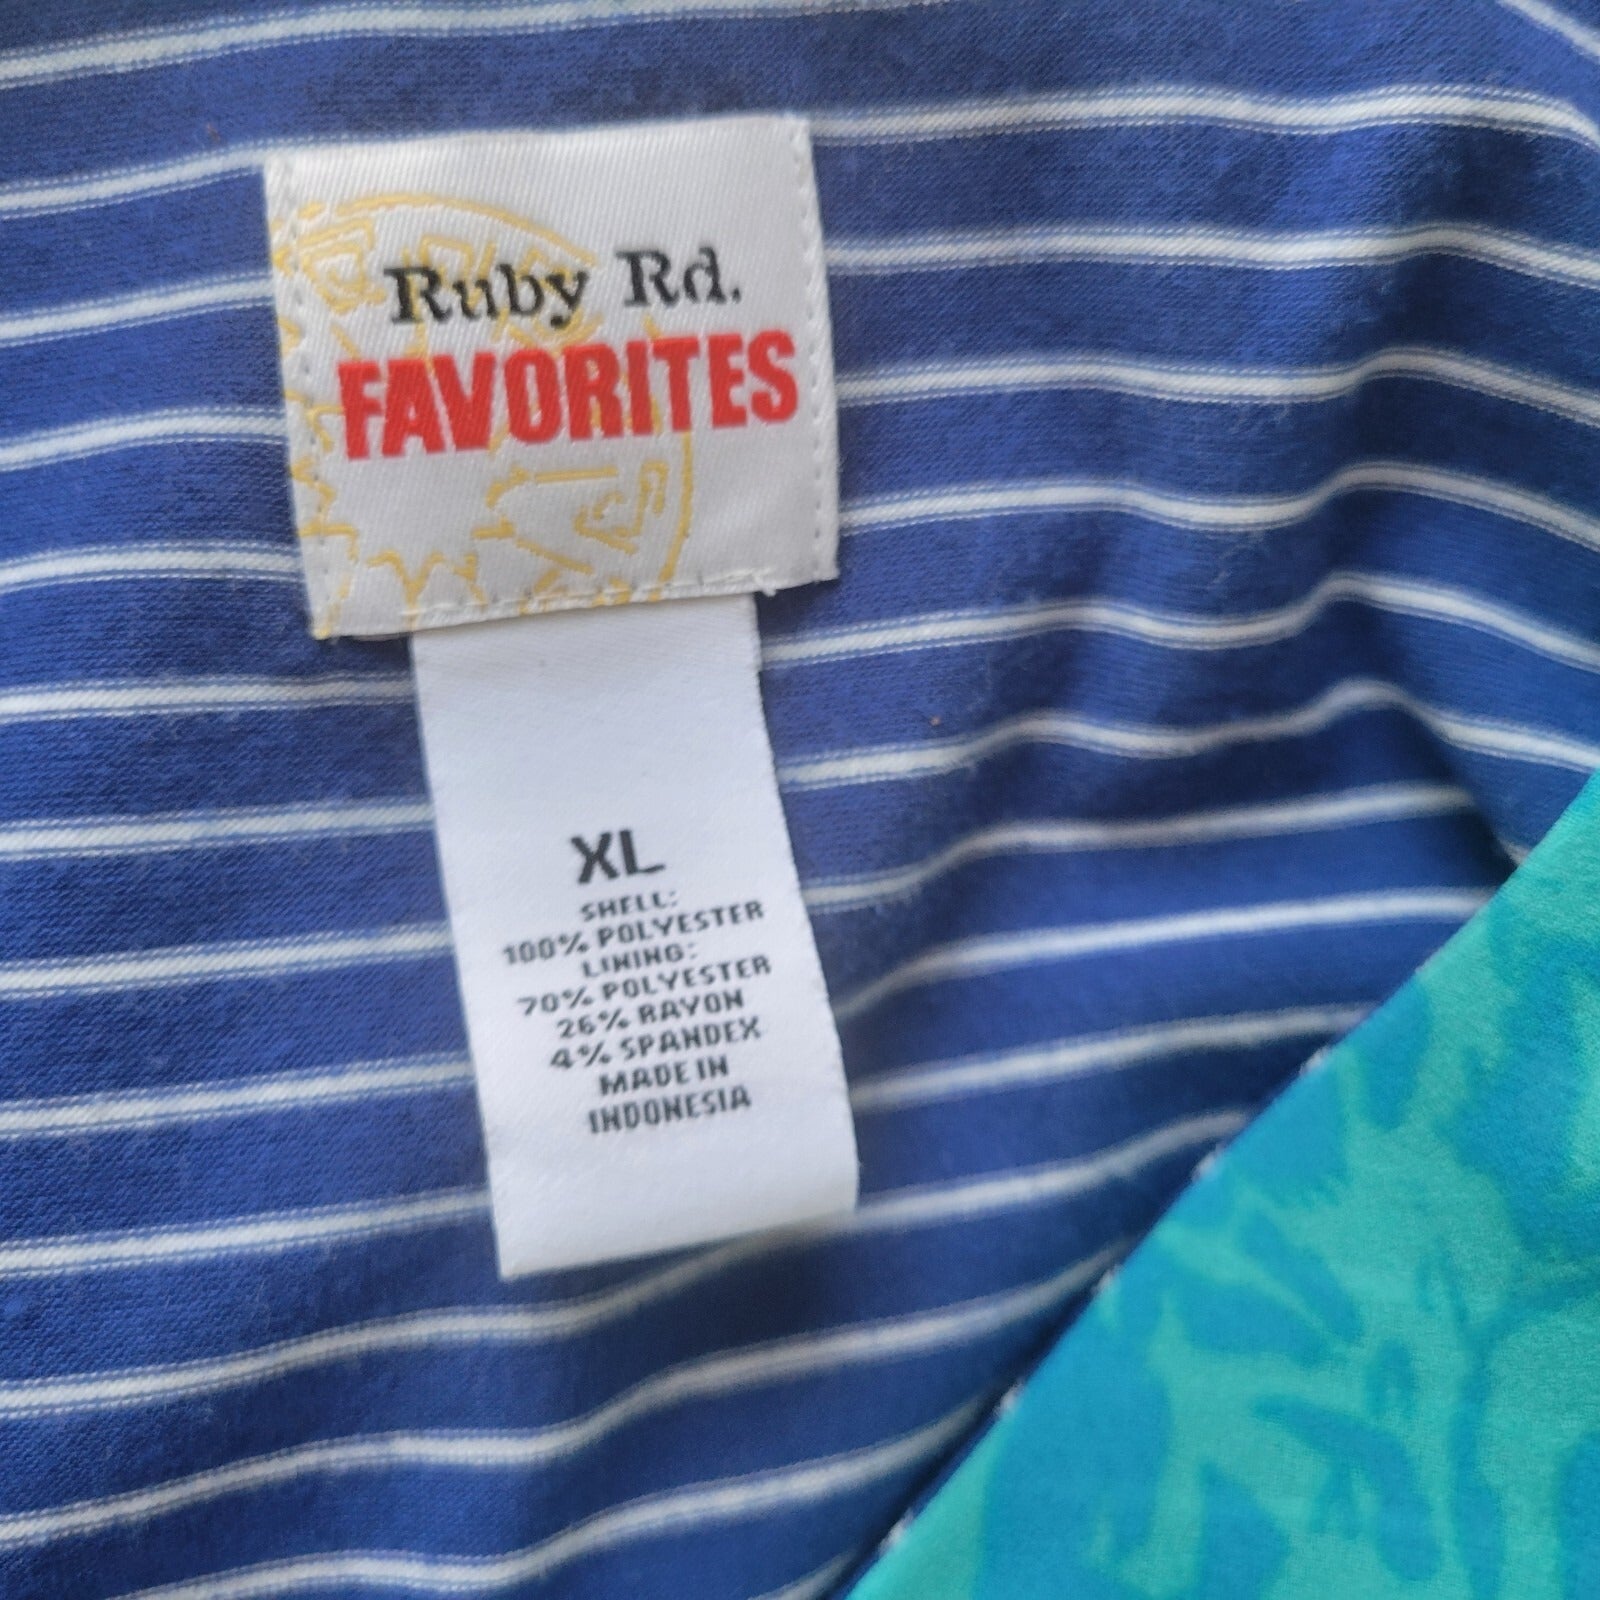 Ruby Rd.
FAVORITES
XL
SHELL:
100% POLYESTER
LINING:
70% POLYESTER
26% RAYON
4% SPANDEX
MADE IN
INDONESIA